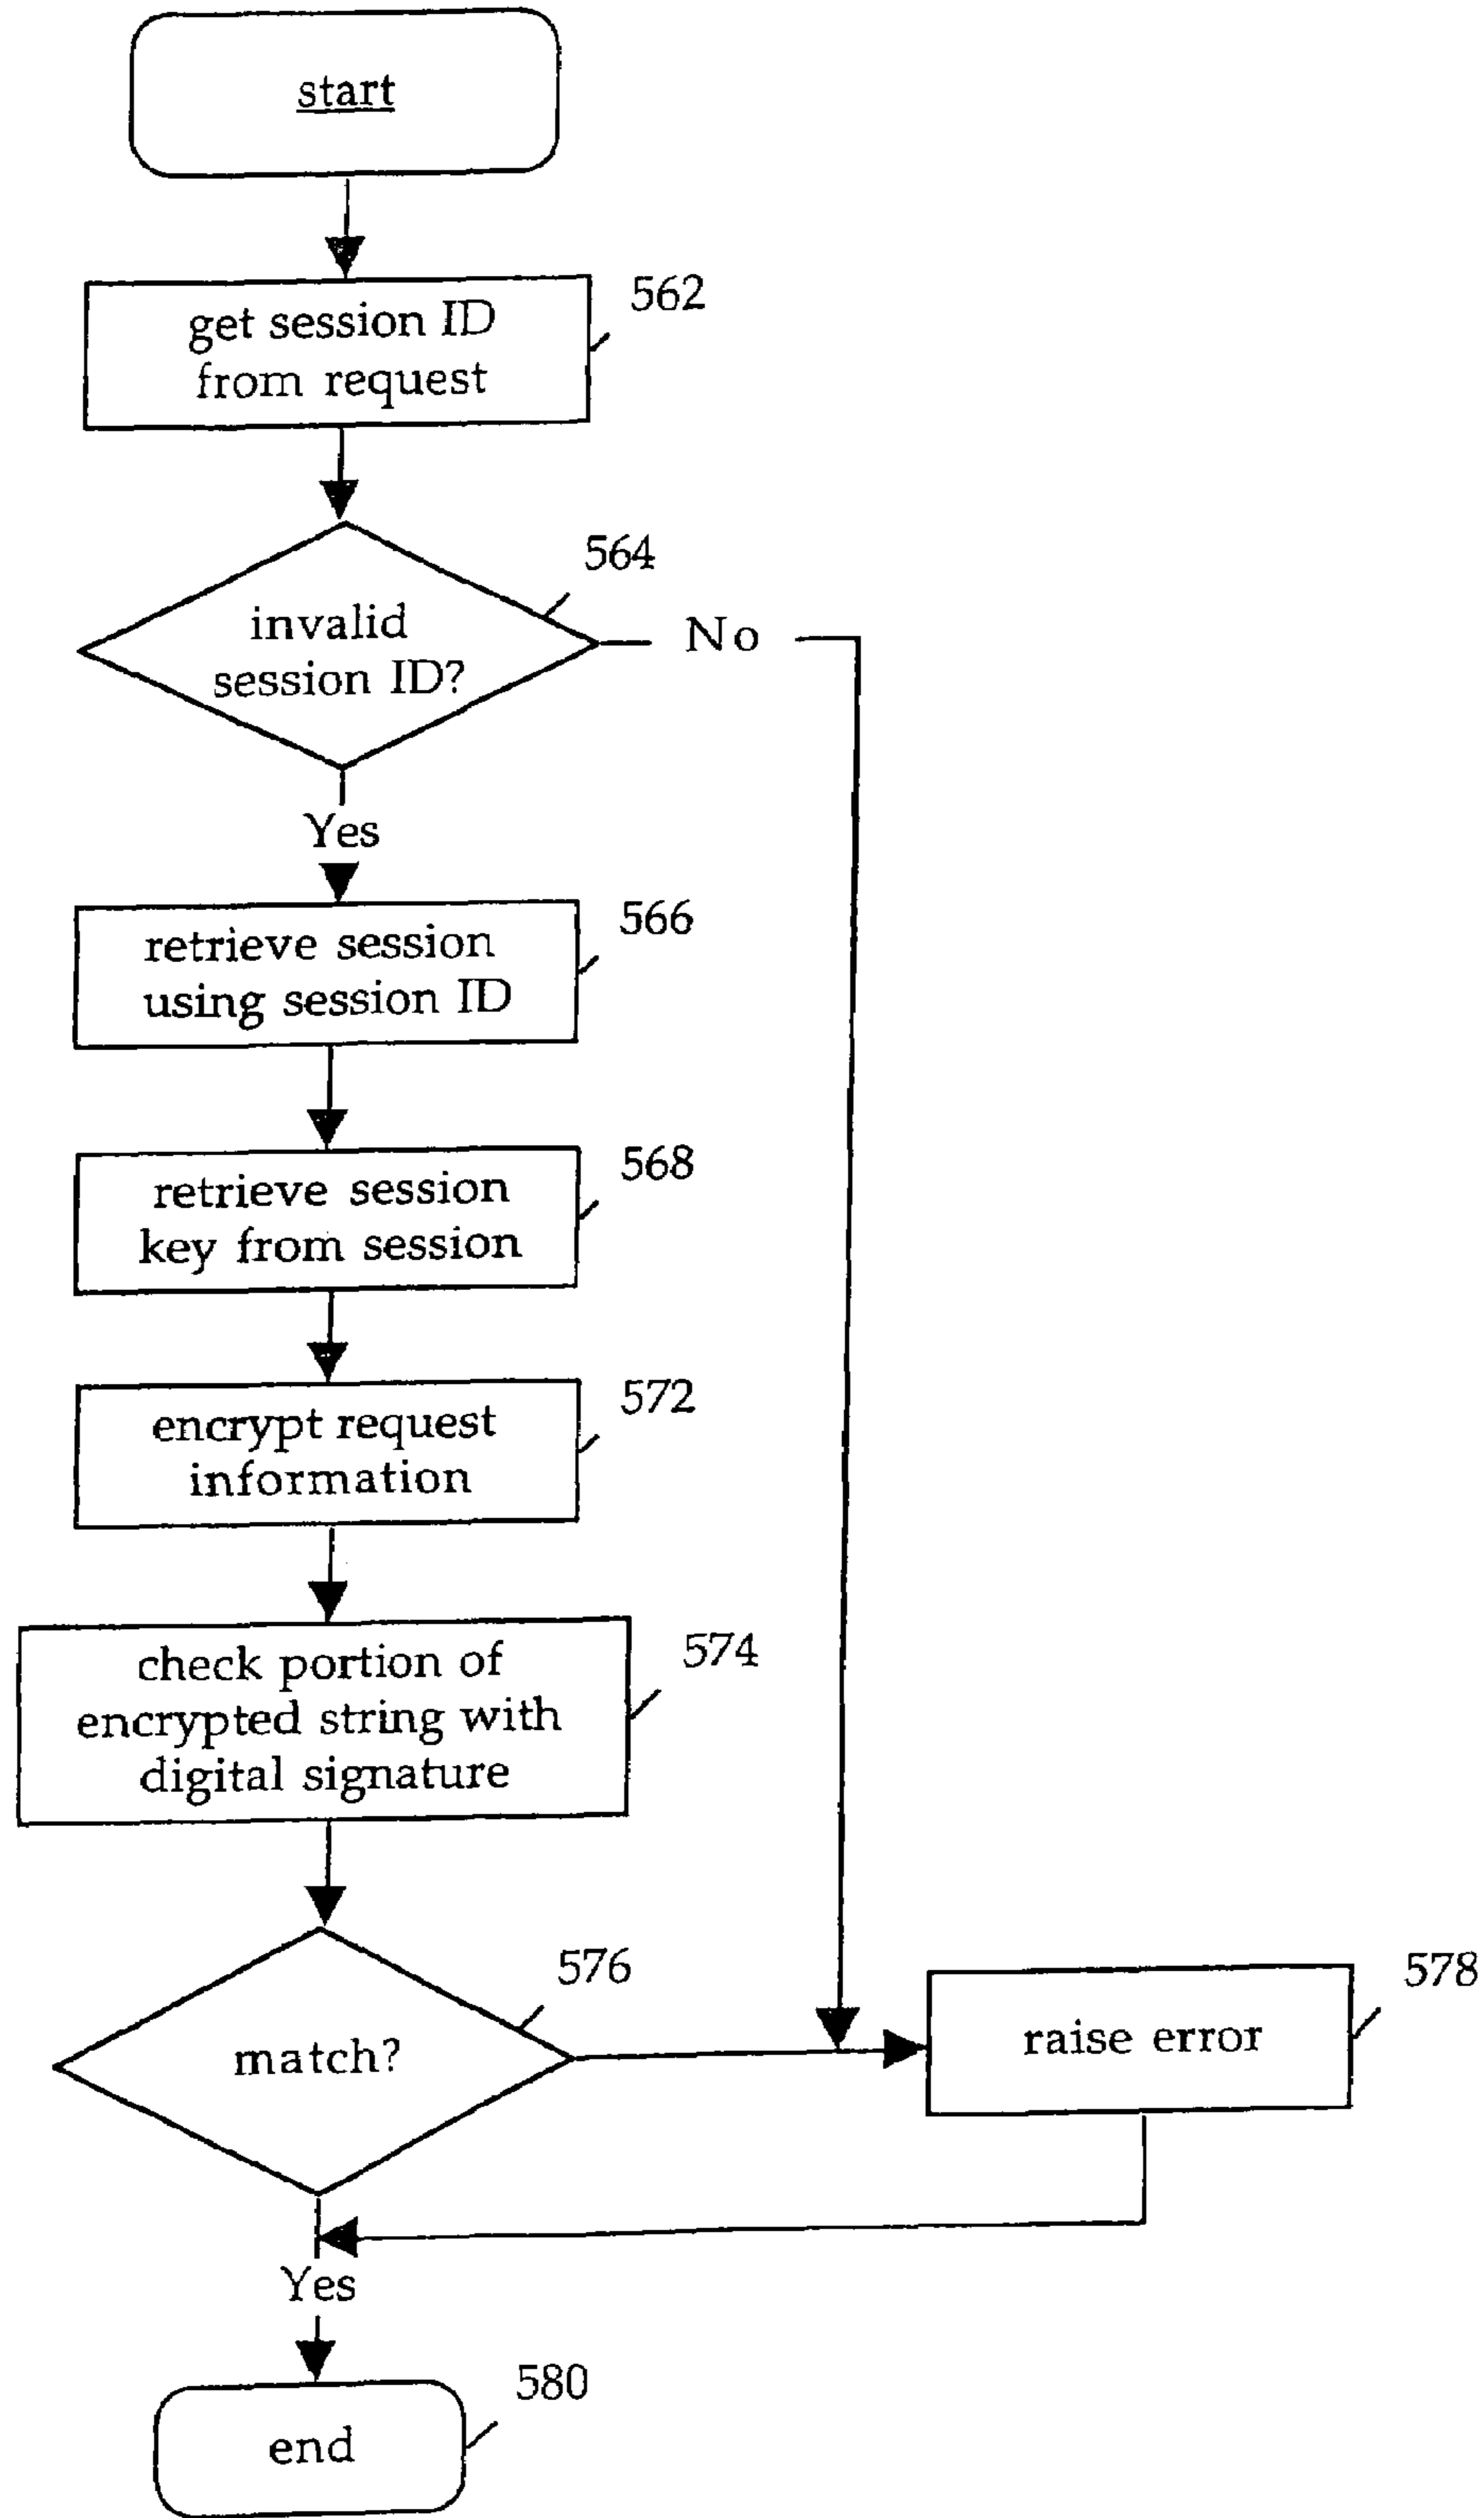 start
562
get session ID
from request
564
invalid
session ID?
No
Yes
566
retrieve session
using session ID
568
retrieve session
key from session
572
encrypt request
information
574
check portion of
encrypted string with
digital signature
576
match?
578
raise error
Yes
580
end